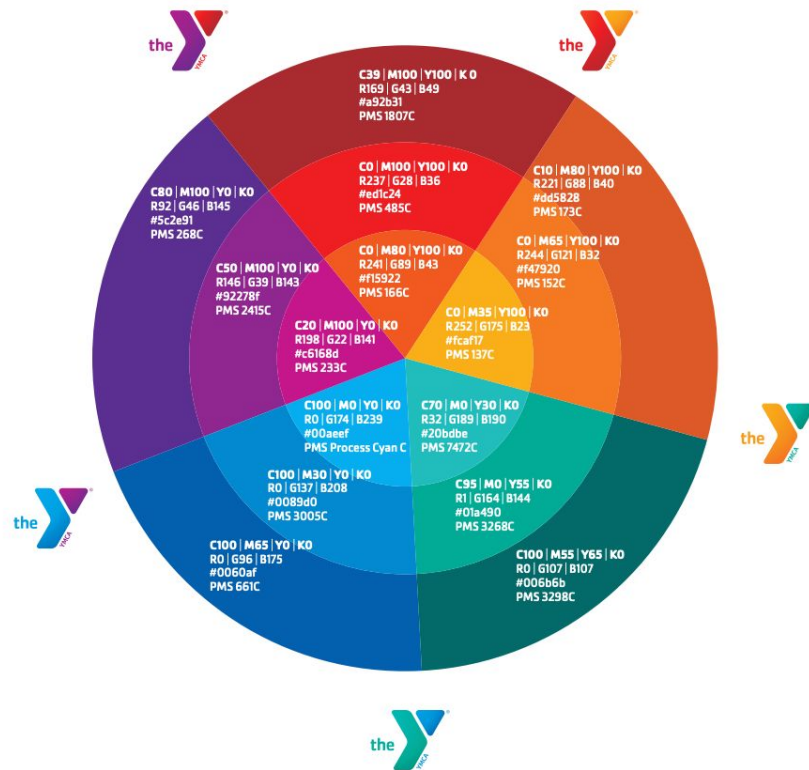 the
YMCA
®
the
YMCA
®
C39|M100|Y100|K 0
R169|G43|B49
#a92b31
PMS 1807C
C0|M100|Y100|K0
R237|G28|B36
#ed1c24
PMS 485C
C10|M80|Y100|K0
R221|G88|B40
#dd5828
PMS 173C
C80|M100|Y0|K0
R92|G46|B145
#5c2e91
PMS 268C
C0|M80|Y100|K0
R241|G89|B43
#f15922
PMS 166C
C0|M65|Y100|K0
R244|G121|B32
#f47920
PMS 152C
C50|M100|Y0|K0
R146|G39|B143
#92278f
PMS 2415C
C0|M35|Y100|K0
R252|G175|B23
#fcaf17
PMS 137C
C20|M100|Y0|K0
R198|G22|B141
#c6168d
PMS 233C
C100|M0|Y0|K0
R0|G174|B239
#00aeef
PMS Process Cyan C
C70|M0|Y30|K0
R32|G189|B190
#20bdbe
PMS 7472C
the
YMCA
®
C100|M30|Y0|K0
R0|G137|B208
#0089d0
PMS 3005C
C95|M0|Y55|K0
R1|G164|B144
#01a490
PMS 3268C
the
YMCA
®
C100|M65|Y0|K0
R0|G96|B175
#0060af
PMS 661C
C100|M55|Y65|K0
R0|G107|B107
#006b6b
PMS 3298C
the
YMCA
®